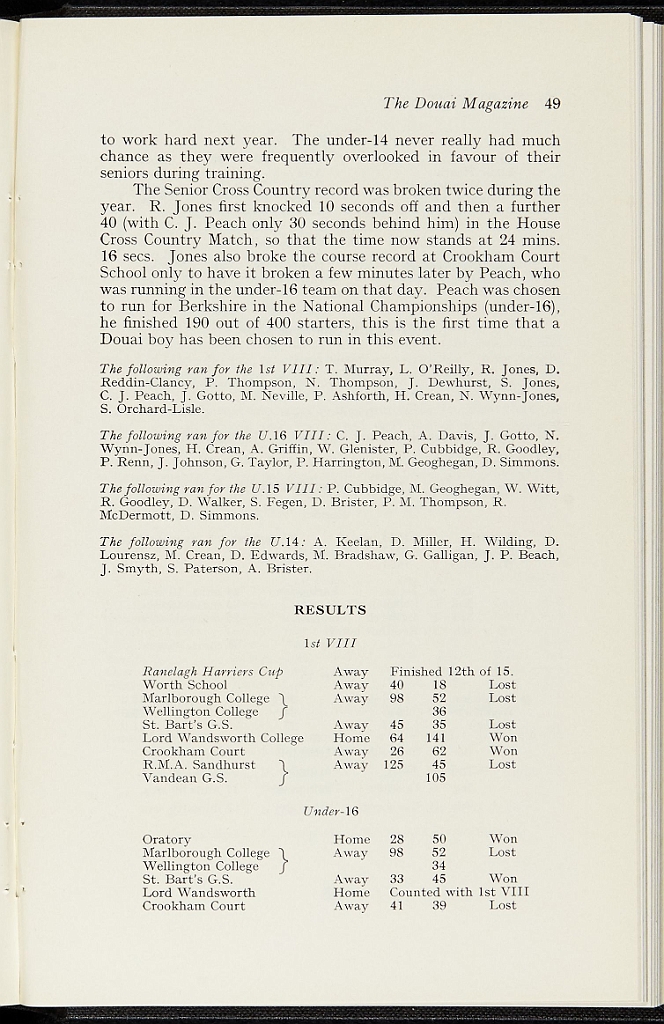 The Douai Magazine 49
to work hard next year. The under-14 never really had much
chance as they were frequently overlooked in favour of their
seniors during training.
The Senior Cross Country record was broken twice during the
year. R. Jones first knocked 10 seconds off and then a further
40 (with C. J. Peach only 30 seconds behind him) in the House
Cross Country Match, so that the time now stands at 24 mins.
16 secs. Jones also broke the course record at Crookham Court
School only to have it broken a few minutes later by Peach, who
was running in the under-16 team on that day. Peach was chosen
to run for Berkshire in the National Championships (under-16),
he finished 190 out of 400 starters, this is the first time that a
Douai boy has been chosen to run in this event.
The following ran for the 1st VIII: T. Murray, L. O'Reilly, R. Jones, D.
Reddin-Clancy, P. Thompson, N. Thompson, J. Dewhurst, S. Jones,
C. J. Peach, J. Gotto, M. Neville, P. Ashforth, H. Crean, N. Wynn-Jones,
S. Orchard-Lisle.
The following ran for the U.16 VIII: C. J. Peach, A. Davis, J. Gotto, N.
Wynn-Jones, H. Crean, A. Griffin, W. Glenister, P. Cubbidge, R. Goodley,
P. Renn, J. Johnson, G. Taylor, P. Harrington, M. Geoghegan, D. Simmons.
The following ran for the U.15 VIII: P. Cubbidge, M. Geoghegan, W. Witt,
R. Goodley, D. Walker, S. Fegen, D. Brister, P. M. Thompson, R.
McDermott, D. Simmons.
The following ran for the U.14: A. Keelan, D. Miller, H. Wilding, D.
Lourensz, M. Crean, D. Edwards, M. Bradshaw, G. Galligan, J. P. Beach,
J. Smyth, S. Paterson, A. Brister.
RESULTS
1st VIII
Ranelagh Harriers Cup Away Finished 12th of 15.
Worth School Away 40 18 Lost
Marlborough College } Away 98 52 Lost
Wellington College } 36
St. Bart's G.S. Away 45 35 Lost
Lord Wandsworth College Home 64 141 Won
Crookham Court Away 26 62 Won
R.M.A. Sandhurst } Away 125 45 Lost
Vandean G.S. } 105
Under-16
Oratory Home 28 50 Won
Marlborough College } Away 98 52 Lost
Wellington College } 34
St. Bart's G.S. Away 33 45 Won
Lord Wandsworth Home Counted with 1st VIII
Crookham Court Away 41 39 Lost